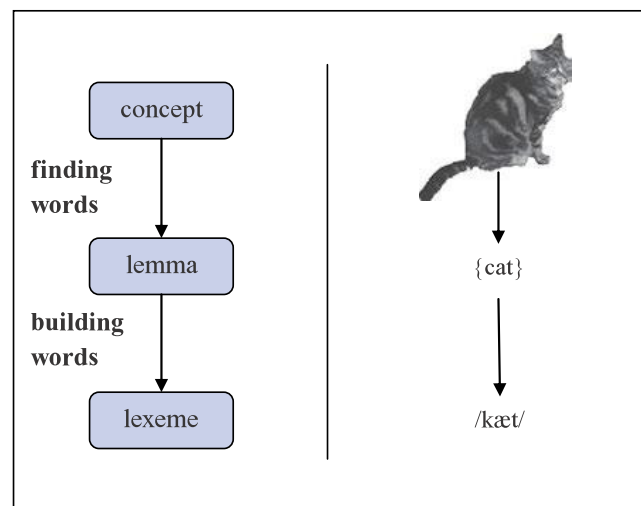 concept
finding
words
lemma
building
words
lexeme
{cat}
/kæt/